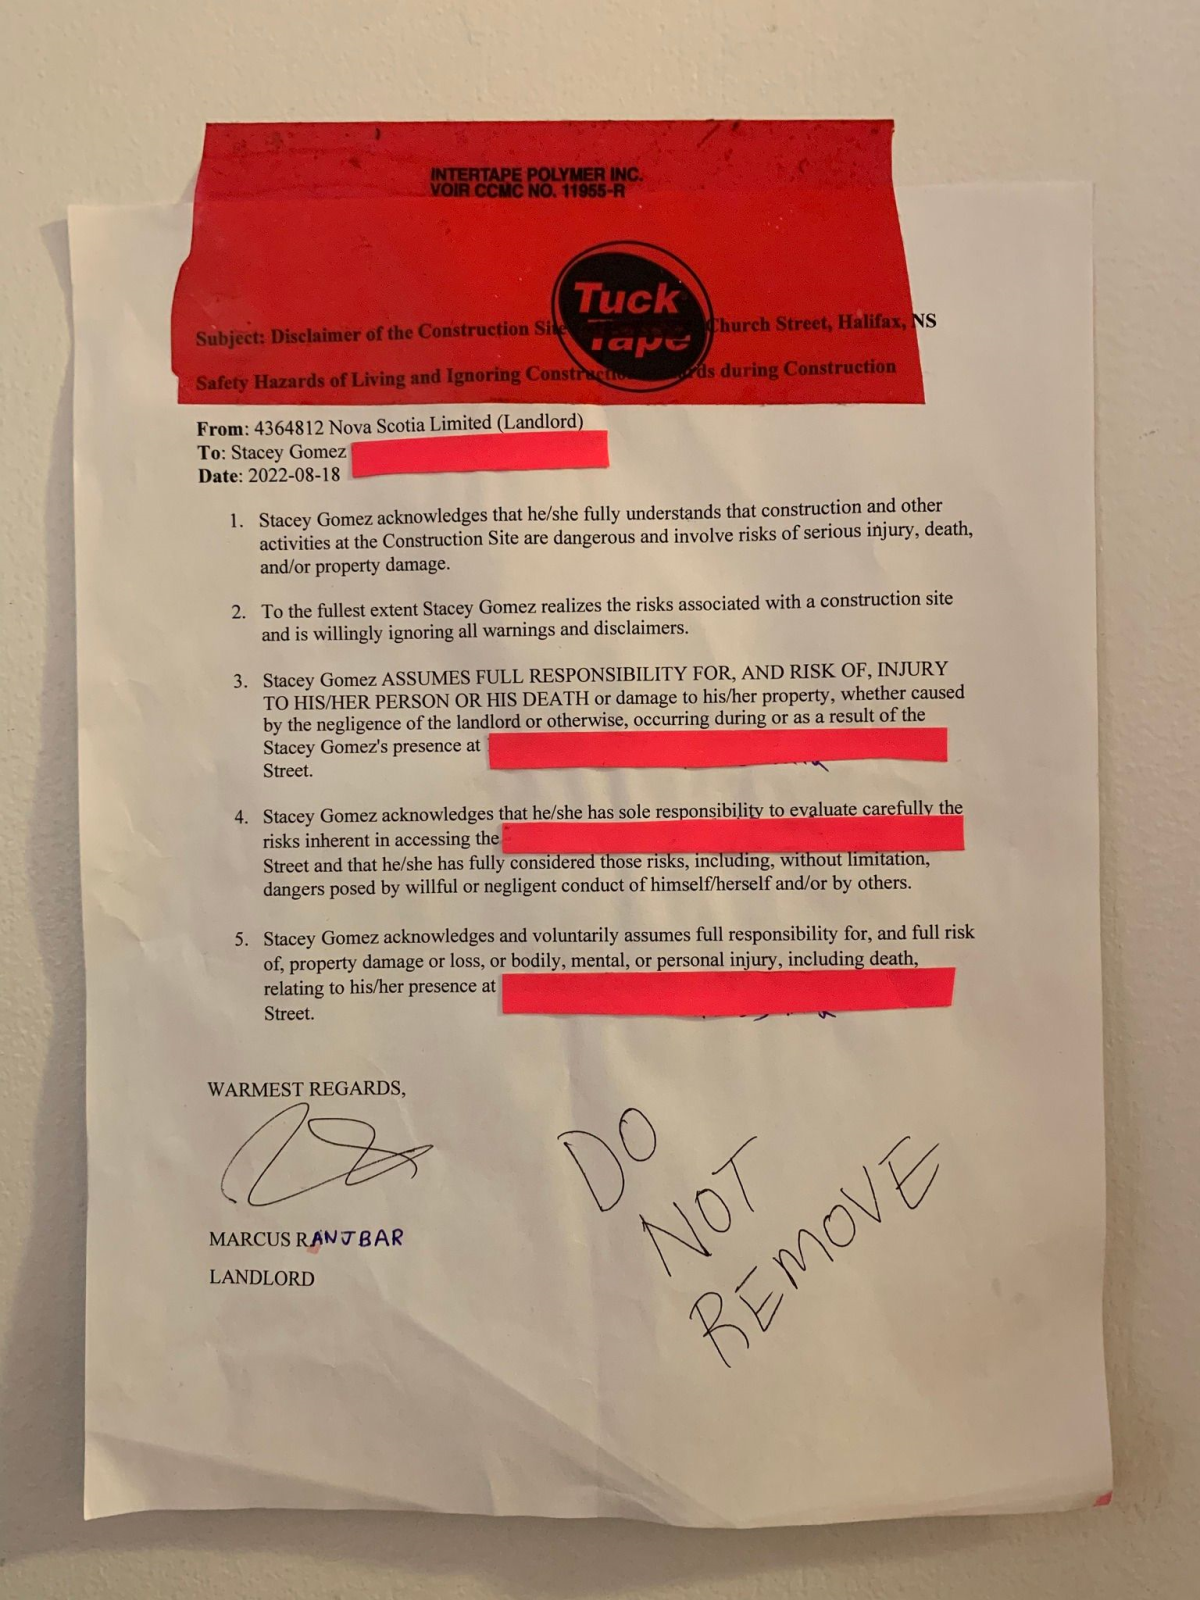 INTERTAPE POLYMER INC.
VOIR CCMC NO. 11955-R
Tuck
Tape
Subject: Disclaimer of the Construction Site Church Street, Halifax, NS
Safety Hazards of Living and Ignoring Construction during Construction
From: 4364812 Nova Scotia Limited (Landlord)
To: Stacey Gomez
Date: 2022-08-18
1. Stacey Gomez acknowledges that he/she fully understands that construction and other
activities at the Construction Site are dangerous and involve risks of serious injury, death,
and/or property damage.
2. To the fullest extent Stacey Gomez realizes the risks associated with a construction site
and is willingly ignoring all warnings and disclaimers.
3. Stacey Gomez ASSUMES FULL RESPONSIBILITY FOR, AND RISK OF, INJURY
TO HIS/HER PERSON OR HIS DEATH or damage to his/her property, whether caused
by the negligence of the landlord or otherwise, occurring during or as a result of the
Stacey Gomez's presence at
Street.
4. Stacey Gomez acknowledges that he/she has sole responsibility to evaluate carefully the
risks inherent in accessing the
Street and that he/she has fully considered those risks, including, without limitation,
dangers posed by willful or negligent conduct of himself/herself and/or by others.
5. Stacey Gomez acknowledges and voluntarily assumes full responsibility for, and full risk
of, property damage or loss, or bodily, mental, or personal injury, including death,
relating to his/her presence at
Street.
WARMEST REGARDS,
MARCUS RANJBAR
LANDLORD
DO
NOT
REMOVE